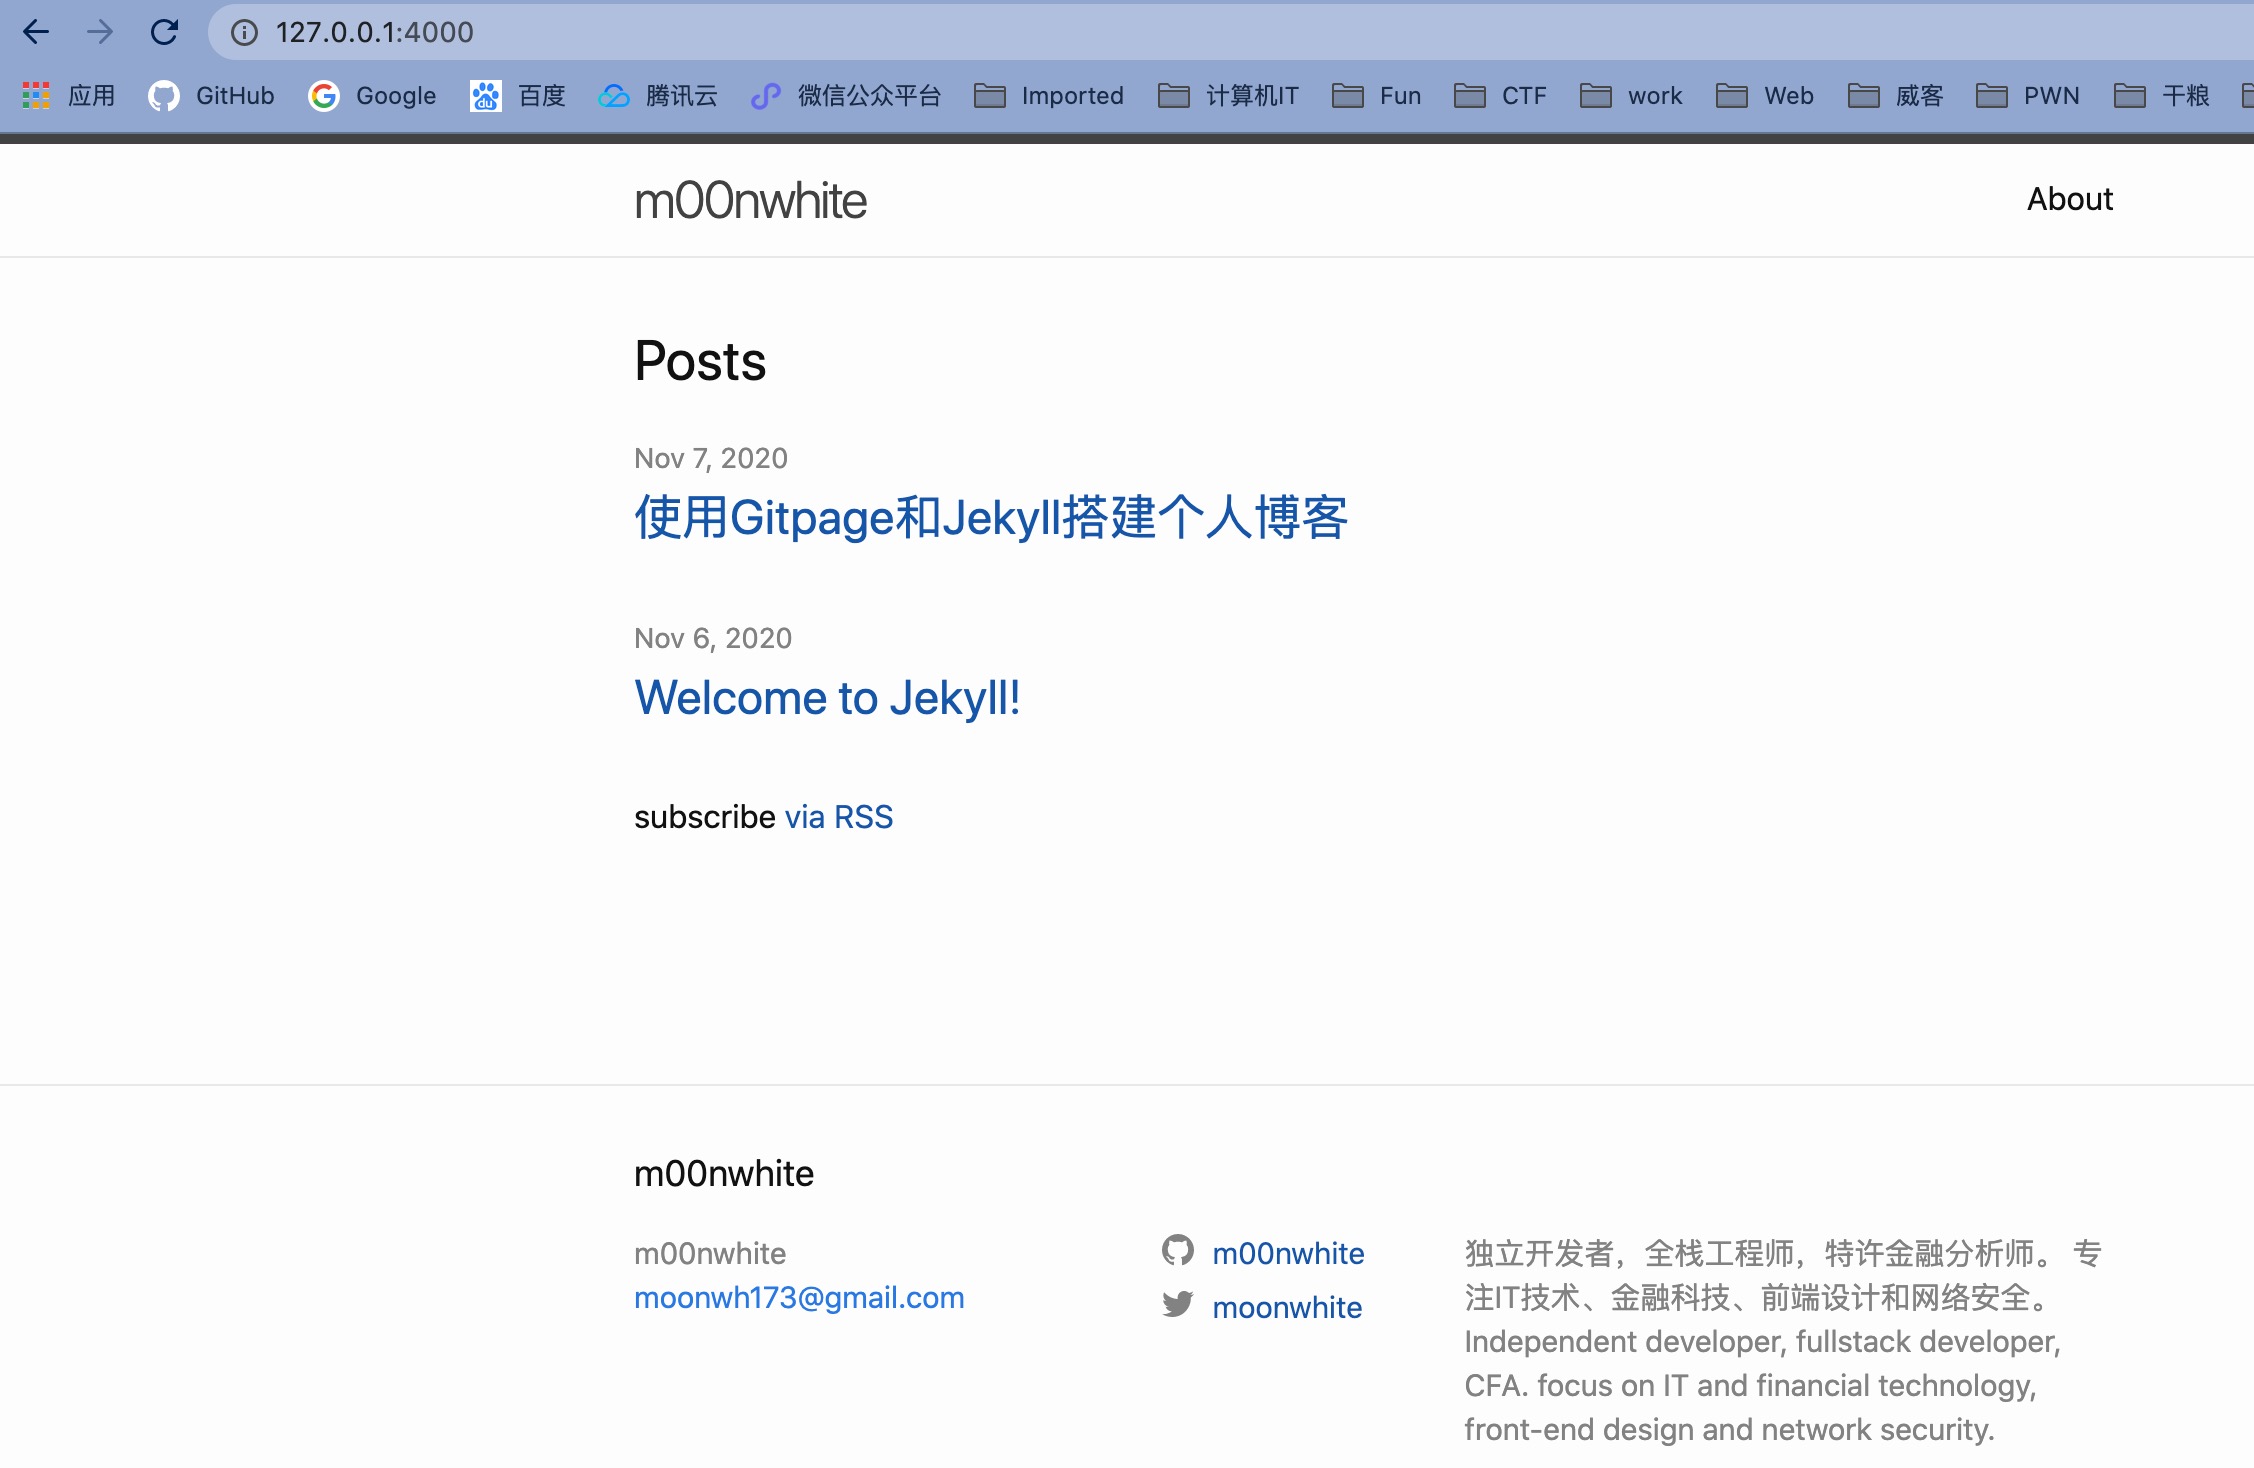 127.0.0.1:4000
应用 GitHub Google 百度 腾讯云 微信公众平台 Imported 计算机IT Fun CTF work Web 威客 PWN 干粮
m00nwhite About
Posts
Nov 7, 2020
使用Gitpage和Jekyll搭建个人博客
Nov 6, 2020
Welcome to Jekyll!
subscribe via RSS
m00nwhite
m00nwhite
moonwh173@gmail.com
m00nwhite
moonwhite
独立开发者，全栈工程师，特许金融分析师。 专
注IT技术、金融科技、前端设计和网络安全。
Independent developer, fullstack developer,
CFA. focus on IT and financial technology,
front-end design and network security.